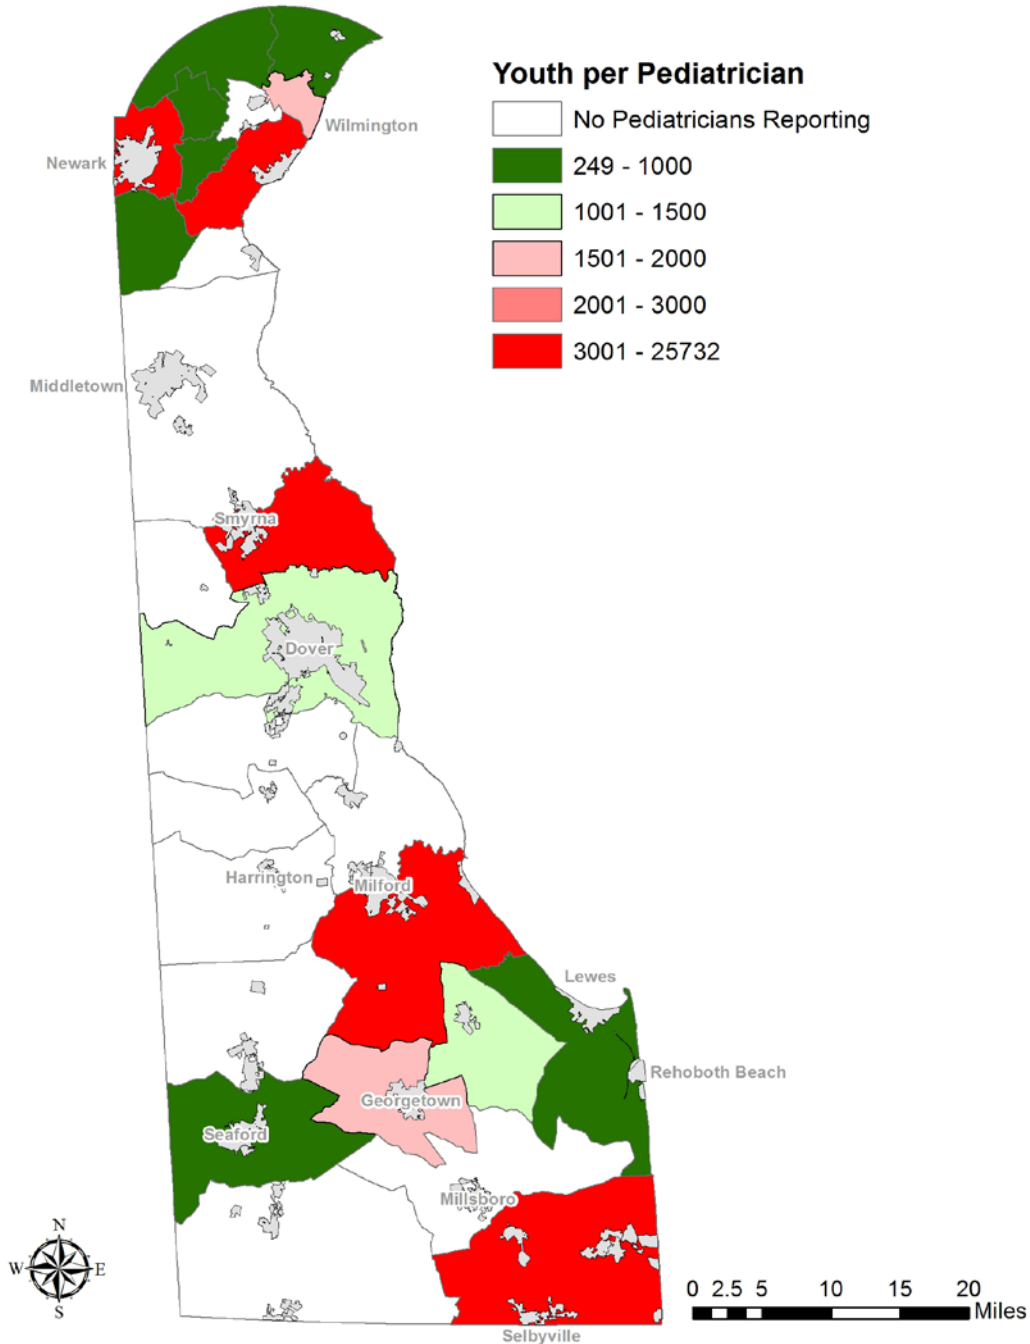 Youth per Pediatrician
No Pediatricians Reporting
249 - 1000
1001 - 1500
1501 - 2000
2001 - 3000
3001 - 25732
Wilmington
Newark
Middletown
Smyrna
Dover
Harrington
Milford
Lewes
Rehoboth Beach
Georgetown
Seaford
Millsboro
Selbyville
N
W E
S
0 2.5 5 10 15 20
Miles